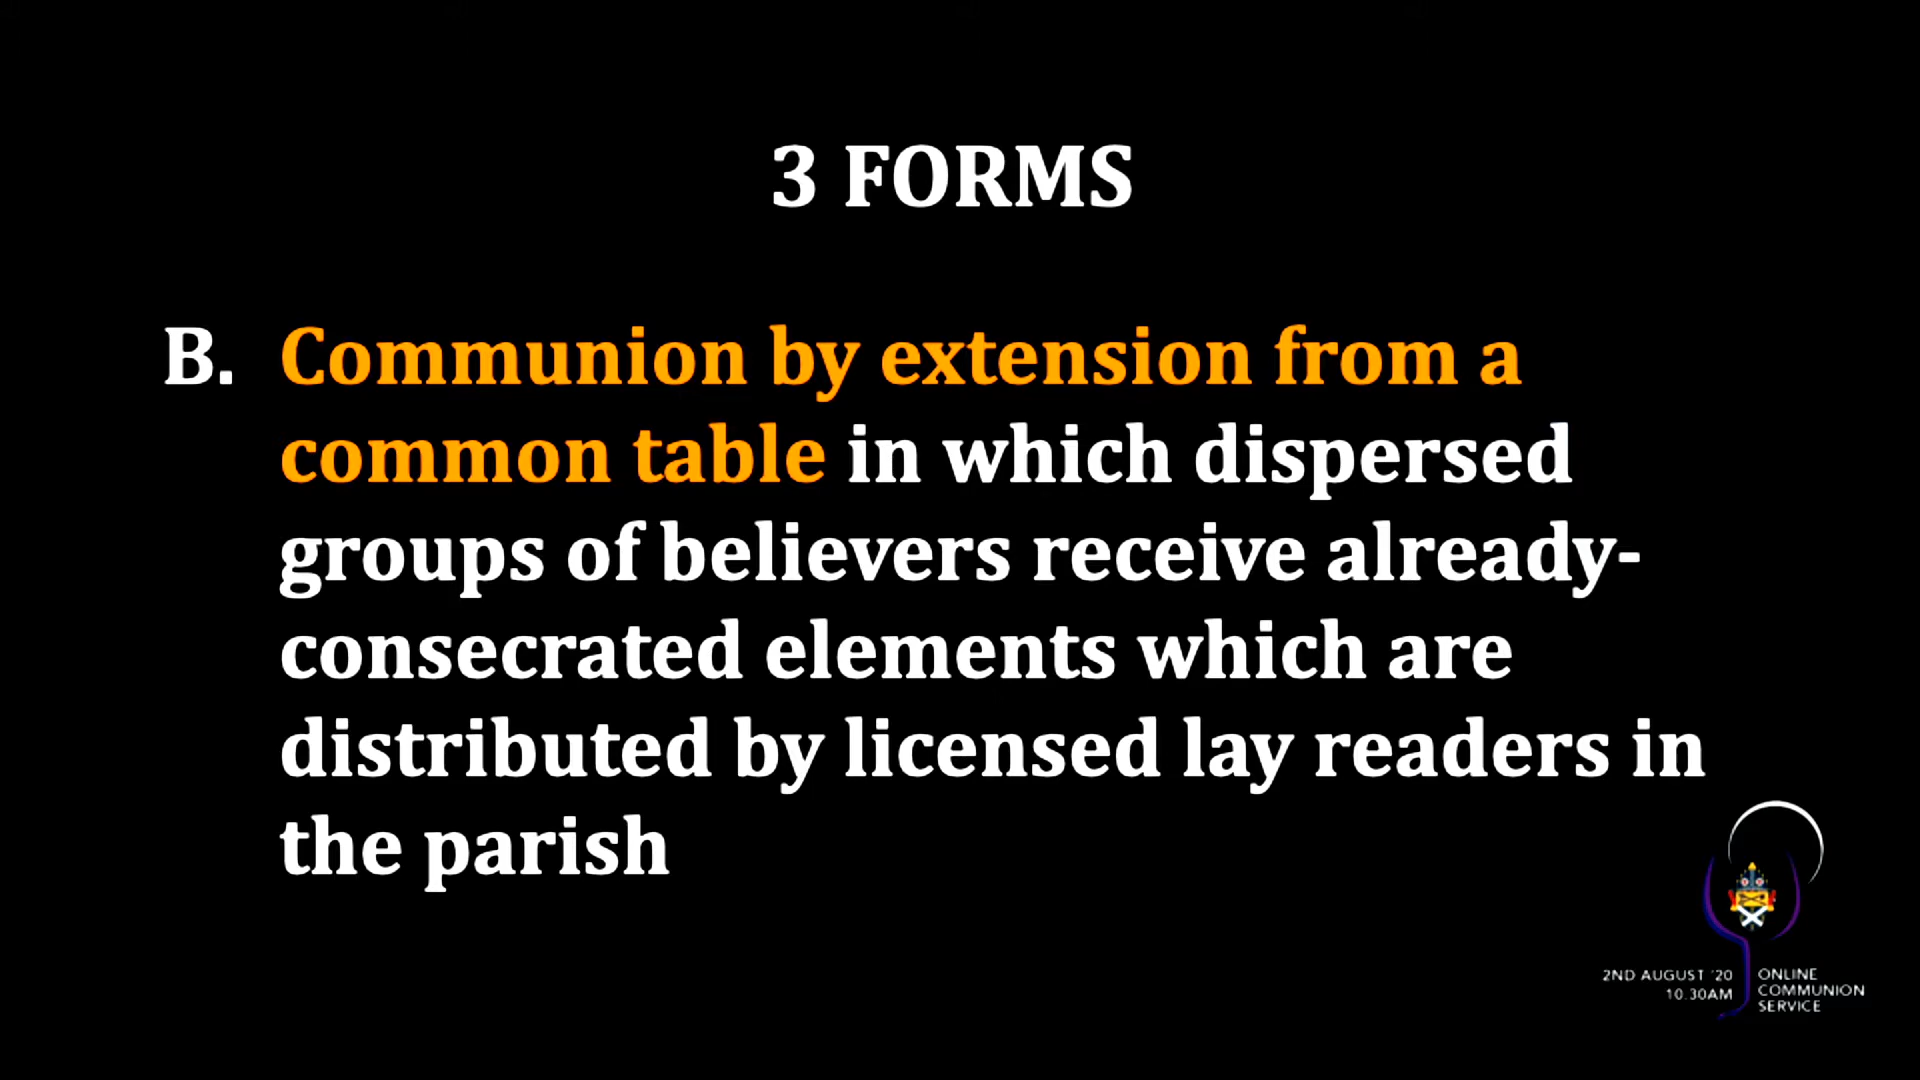 3 FORMS
B. Communion by extension from a
common table in which dispersed
groups of believers receive already-
consecrated elements which are
distributed by licensed lay readers in
the parish
2ND AUGUST '20
10.30AM
ONLINE
COMMUNION
SERVICE